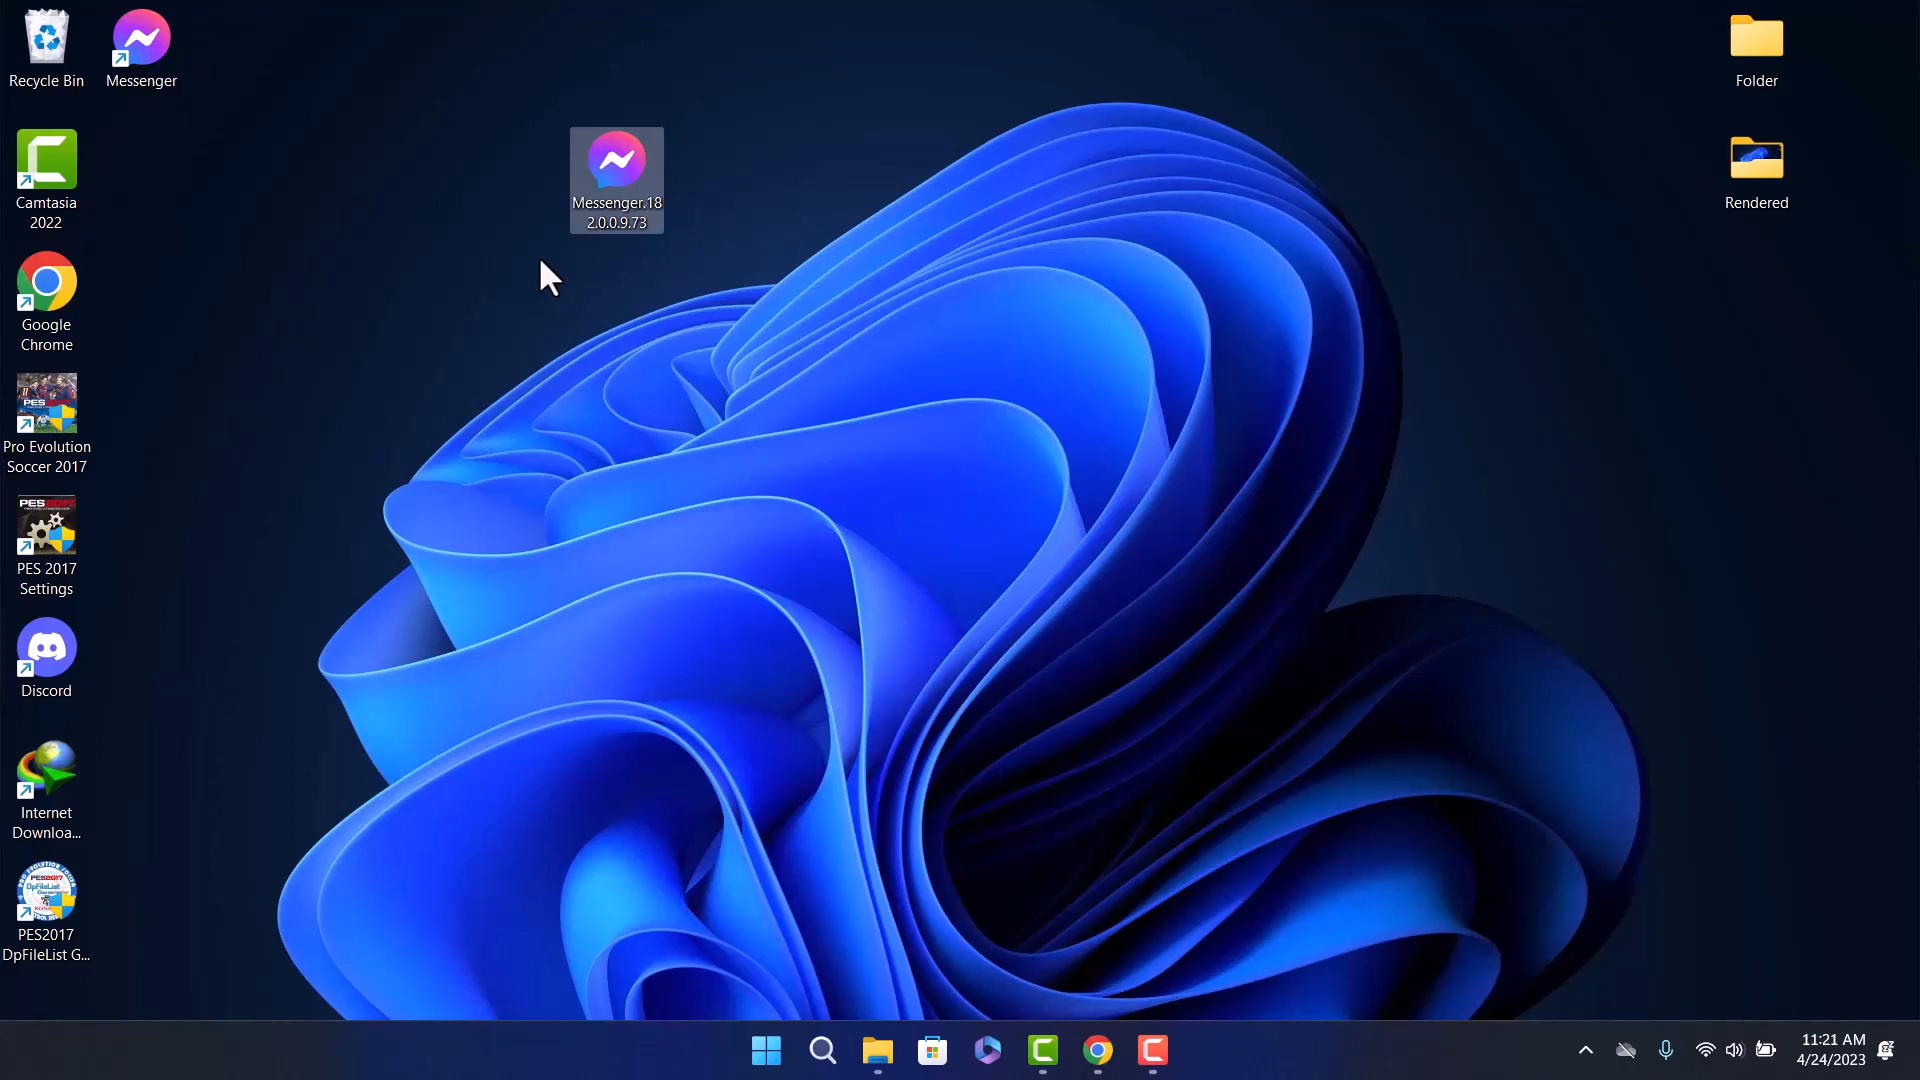 Recycle Bin
Messenger
Camtasia
2022
Google
Chrome
Pro Evolution
Soccer 2017
PES 2017
Settings
Discord
Internet
Downloa...
PES2017
DpFileList G...
Messenger.18
2.0.0.9.73
Folder
Rendered
11:21 AM
4/24/2023